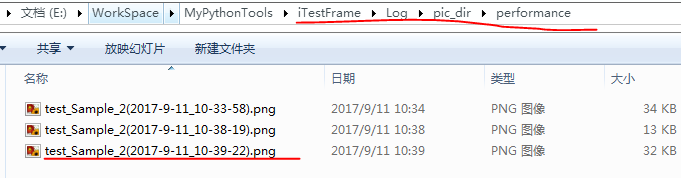 文档 (E:) ▸ WorkSpace ▸ MyPythonTools ▸ iTestFrame ▸ Log ▸ pic_dir ▸ performance
共享 ▼ 放映幻灯片 新建文件夹
名称 日期 类型 大小
test_Sample_2(2017-9-11_10-33-58).png 2017/9/11 10:34 PNG 图像 34 KB
test_Sample_2(2017-9-11_10-38-19).png 2017/9/11 10:38 PNG 图像 13 KB
test_Sample_2(2017-9-11_10-39-22).png 2017/9/11 10:39 PNG 图像 32 KB